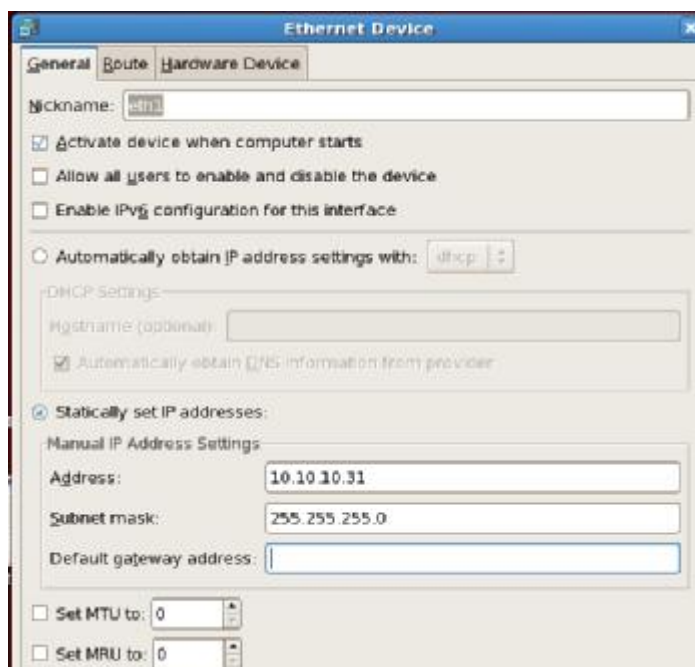 Ethernet Device
General Route Hardware Device
Nickname: eth1
Activate device when computer starts
Allow all users to enable and disable the device
Enable IPv6 configuration for this interface
Automatically obtain IP address settings with: dhcp
DHCP Settings
Hostname (optional):
Automatically obtain DNS information from provider
Statically set IP addresses:
Manual IP Address Settings
Address: 10.10.10.31
Subnet mask: 255.255.255.0
Default gateway address:
Set MTU to: 0
Set MRU to: 0